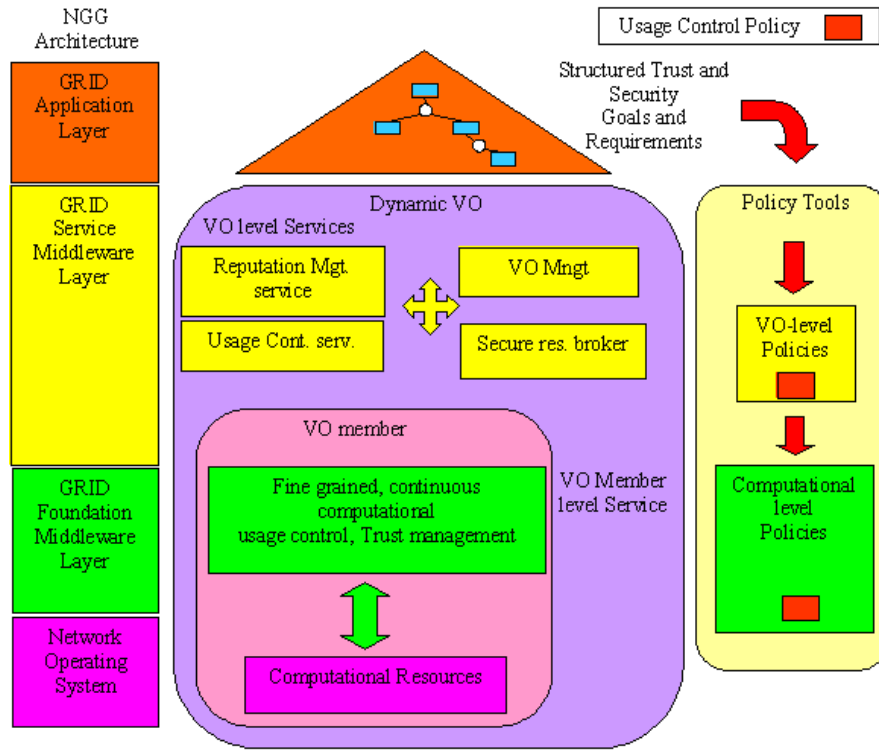 NGG
Architecture
GRID
Application
Layer
GRID
Service
Middleware
Layer
GRID
Foundation
Middleware
Layer
Network
Operating
System
Usage Control Policy
Structured Trust and
Security
Goals and
Requirements
Dynamic VO
VO level Services
Reputation Mgt.
service
VO Mngt
Usage Cont. serv.
Secure res. broker
VO member
Fine grained, continuous
computational
usage control, Trust management
VO Member
level Service
Computational Resources
Policy Tools
VO-level
Policies
Computational
level
Policies